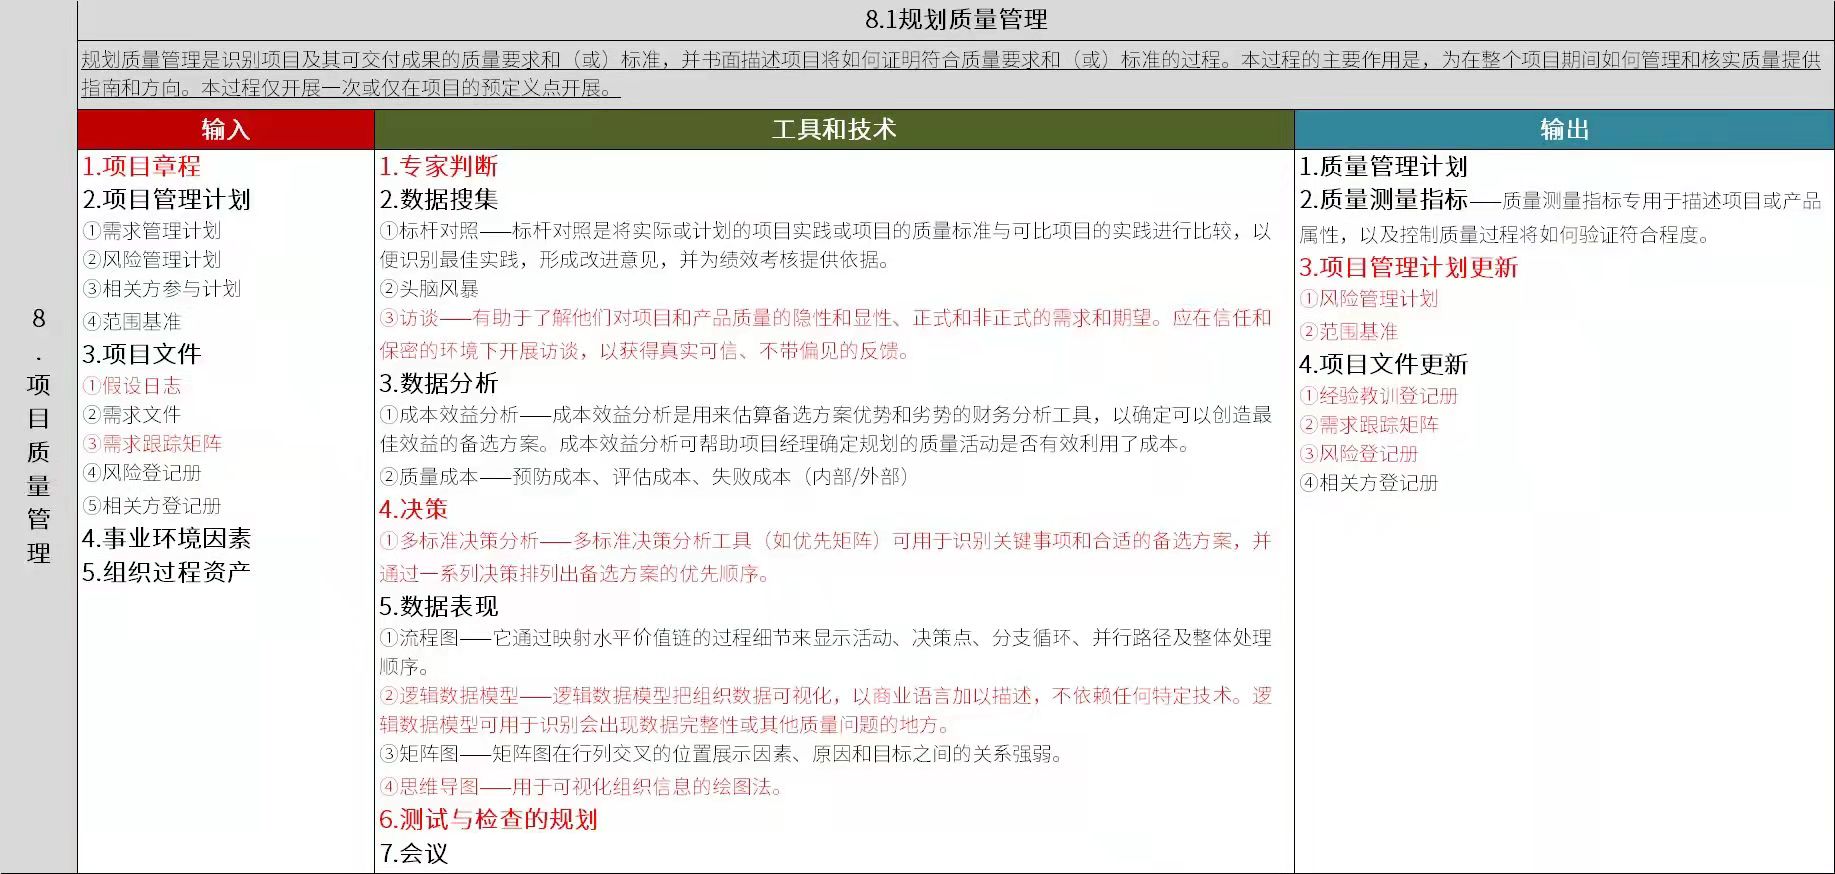 8.项目质量管理
8.1规划质量管理
规划质量管理是识别项目及其可交付成果的质量要求和（或）标准，并书面描述项目将如何证明符合质量要求和（或）标准的过程。本过程的主要作用是，为在整个项目期间如何管理和核实质量提供
指南和方向。本过程仅开展一次或仅在项目的预定义点开展。
输入
1.项目章程
2.项目管理计划
①需求管理计划
②风险管理计划
③相关方参与计划
④范围基准
3.项目文件
①假设日志
②需求文件
③需求跟踪矩阵
④风险登记册
⑤相关方登记册
4.事业环境因素
5.组织过程资产
工具和技术
1.专家判断
2.数据搜集
①标杆对照——标杆对照是将实际或计划的项目实践或项目的质量标准与可比项目的实践进行比较，以
便识别最佳实践，形成改进意见，并为绩效考核提供依据。
②头脑风暴
③访谈——有助于了解他们对项目和产品质量的隐性和显性、正式和非正式的需求和期望。应在信任和
保密的环境下开展访谈，以获得真实可信、不带偏见的反馈。
3.数据分析
①成本效益分析——成本效益分析是用来估算备选方案优势和劣势的财务分析工具，以确定可以创造最
佳效益的备选方案。成本效益分析可帮助项目经理确定规划的质量活动是否有效利用了成本。
②质量成本——预防成本、评估成本、失败成本（内部/外部）
4.决策
①多标准决策分析——多标准决策分析工具（如优先矩阵）可用于识别关键事项和合适的备选方案，并
通过一系列决策排列出备选方案的优先顺序。
5.数据表现
①流程图——它通过映射水平价值链的过程细节来显示活动、决策点、分支循环、并行路径及整体处理
顺序。
②逻辑数据模型——逻辑数据模型把组织数据可视化，以商业语言加以描述，不依赖任何特定技术。逻
辑数据模型可用于识别会出现数据完整性或其他质量问题的地方。
③矩阵图——矩阵图在行列交叉的位置展示因素、原因和目标之间的关系强弱。
④思维导图——用于可视化组织信息的绘图法。
6.测试与检查的规划
7.会议
输出
1.质量管理计划
2.质量测量指标——质量测量指标专用于描述项目或产品
属性，以及控制质量过程将如何验证符合程度。
3.项目管理计划更新
①风险管理计划
②范围基准
4.项目文件更新
①经验教训登记册
②需求跟踪矩阵
③风险登记册
④相关方登记册